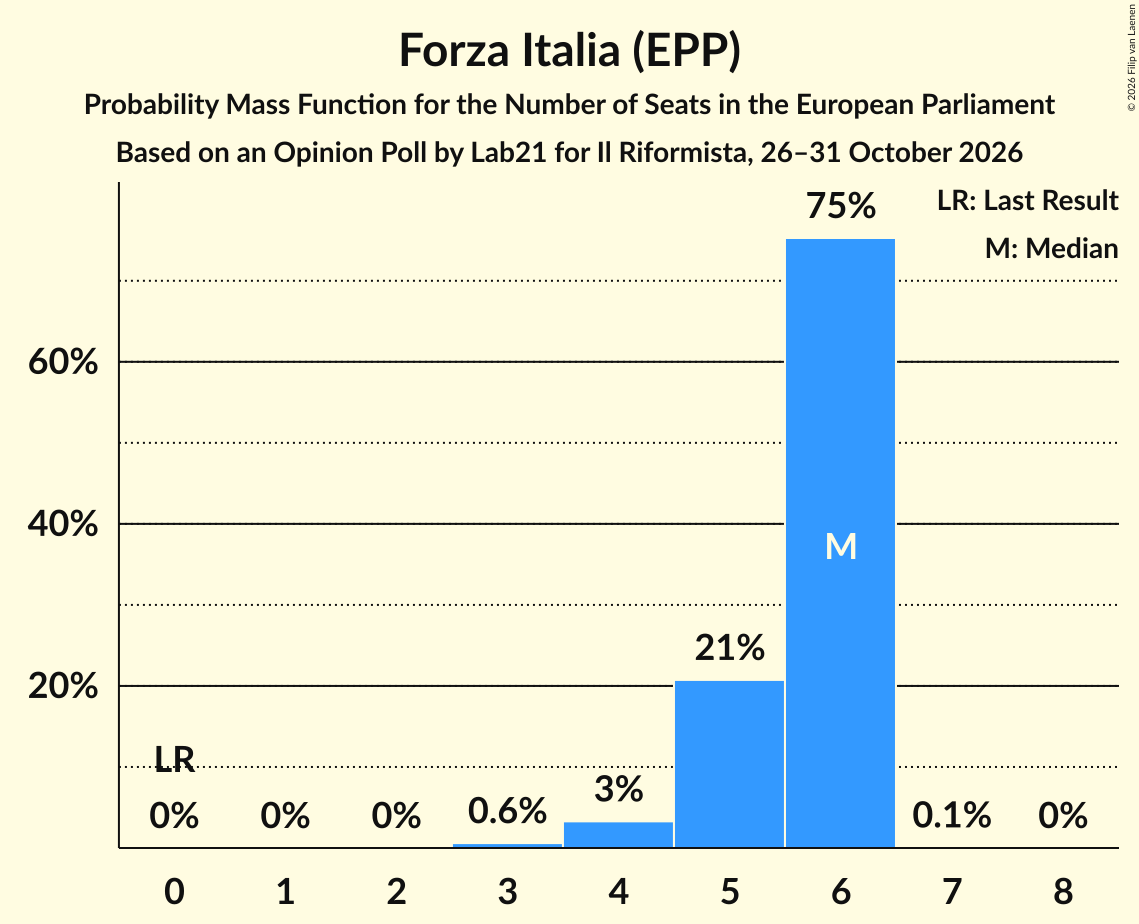 Forza Italia (EPP)
Probability Mass Function for the Number of Seats in the European Parliament
Based on an Opinion Poll by Lab21 for Il Riformista, 26–31 October 2026
© 2026 Filip van Laenen
LR: Last Result
M: Median
75%
60%
40%
M
21%
20%
LR
0%
0%
0%
0.6%
3%
0.1%
0%
0 1 2 3 4 5 6 7 8